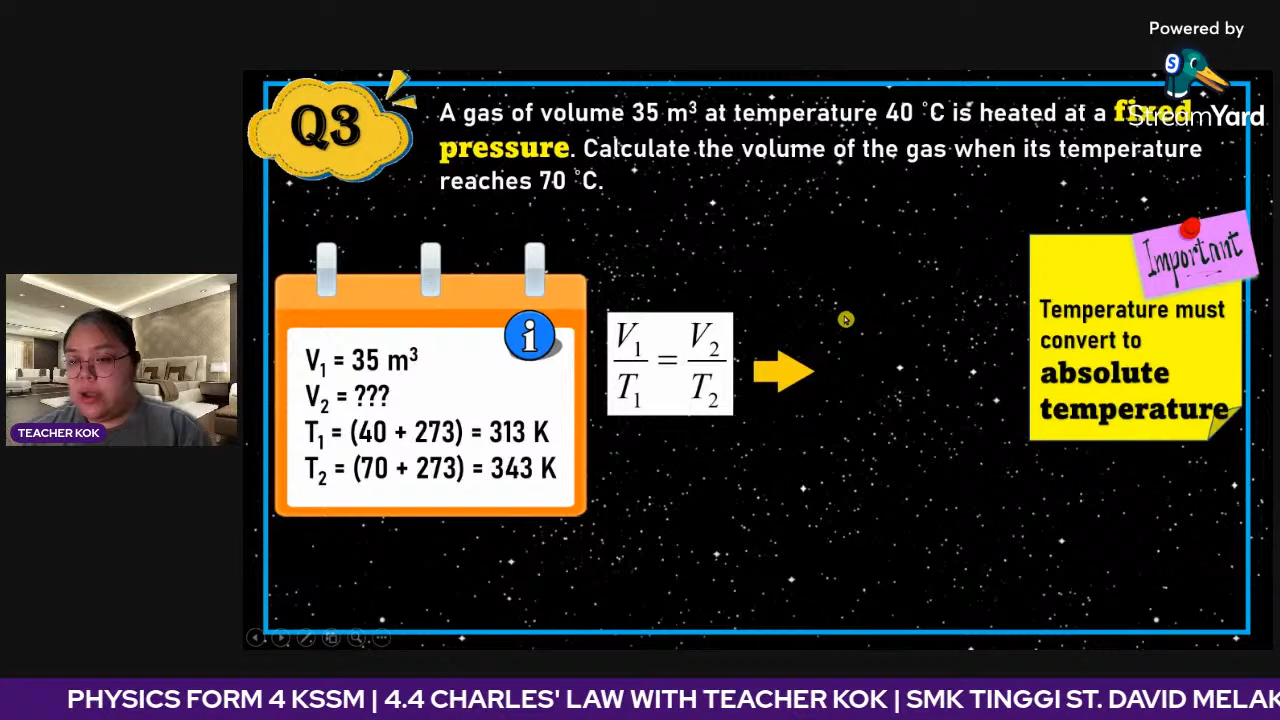 Powered by
StreamYard
Q3
A gas of volume 35 m³ at temperature 40 °C is heated at a fixed
pressure. Calculate the volume of the gas when its temperature
reaches 70 °C.
Important
Temperature must
convert to
absolute
temperature
i
V₁ = 35 m³
V₂ = ???
T₁ = (40 + 273) = 313 K
T₂ = (70 + 273) = 343 K
V₁/T₁ = V₂/T₂
TEACHER KOK
PHYSICS FORM 4 KSSM | 4.4 CHARLES' LAW WITH TEACHER KOK | SMK TINGGI ST. DAVID MELAK